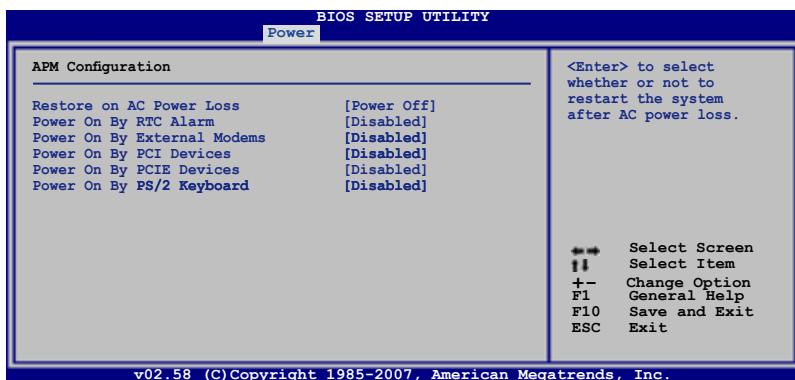 BIOS SETUP UTILITY
Power
APM Configuration
Restore on AC Power Loss [Power Off]
Power On By RTC Alarm [Disabled]
Power On By External Modems [Disabled]
Power On By PCI Devices [Disabled]
Power On By PCIE Devices [Disabled]
Power On By PS/2 Keyboard [Disabled]
<Enter> to select
whether or not to
restart the system
after AC power loss.
←→ Select Screen
↑↓ Select Item
+- Change Option
F1 General Help
F10 Save and Exit
ESC Exit
v02.58 (C)Copyright 1985-2007, American Megatrends, Inc.